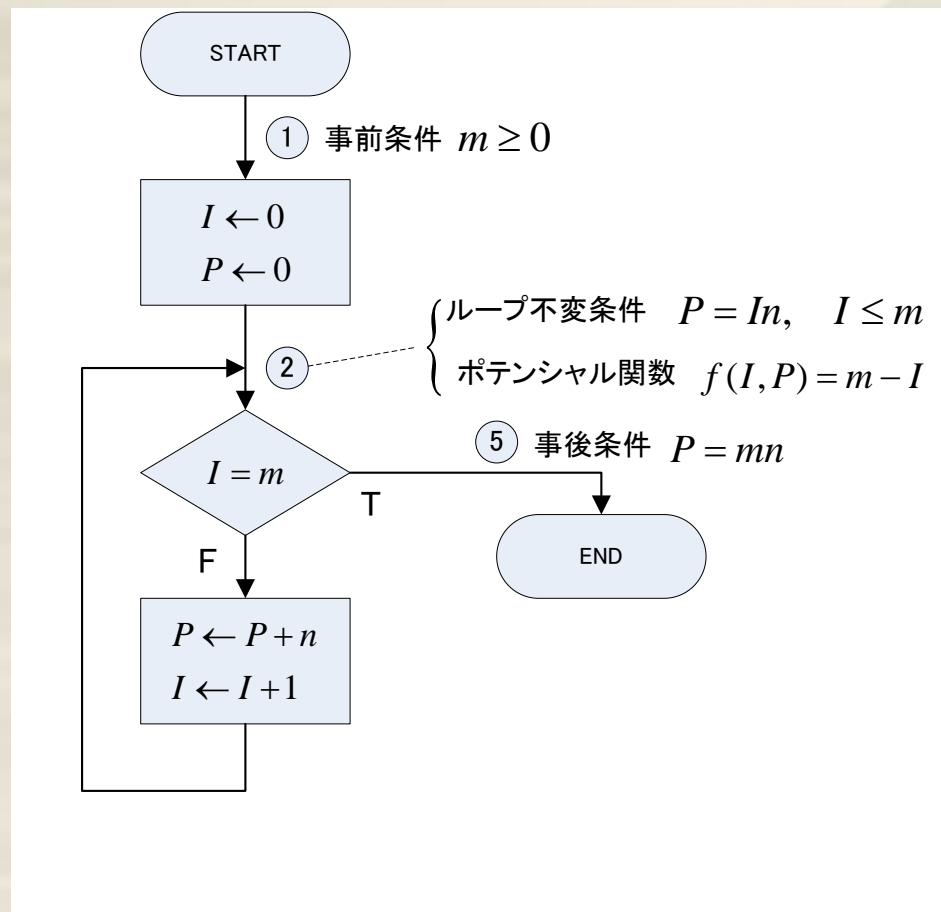 START
1 事前条件 m ≥ 0
I ← 0
P ← 0
ループ不変条件 P = In, I ≤ m
2
ポテンシャル関数 f(I, P) = m − I
5 事後条件 P = mn
I = m
T
F
END
P ← P + n
I ← I + 1